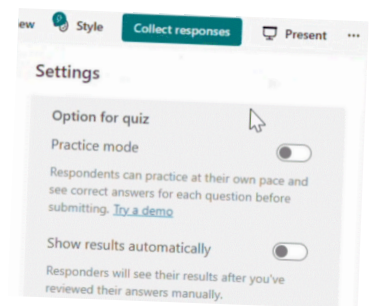 ew Style Collect responses Present ...
Settings
Option for quiz
Practice mode
Respondents can practice at their own pace and
see correct answers for each question before
submitting. Try a demo
Show results automatically
Responders will see their results after you've
reviewed their answers manually.